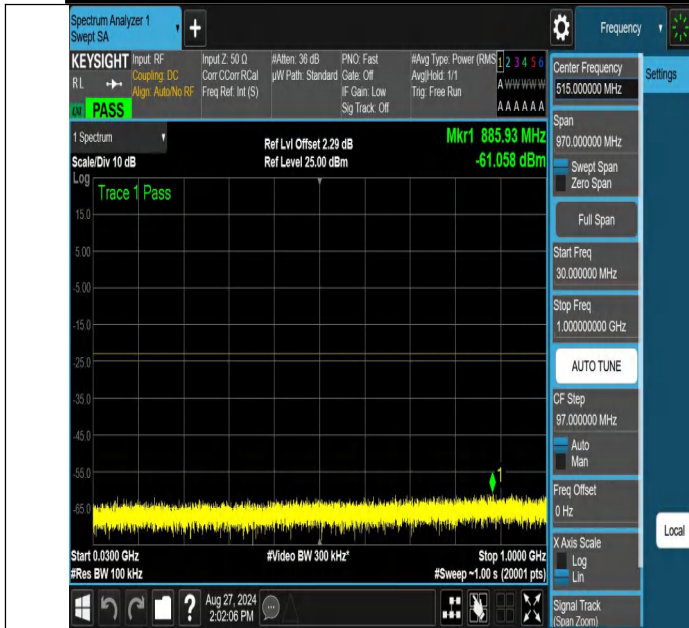 Spectrum Analyzer 1
Swept SA
+
Frequency
KEYSIGHT
RL
LXI
PASS
Input: RF
Coupling: DC
Align: Auto/No RF
Input Z: 50 Ω
Corr CCorr RCal
Freq Ref: Int (S)
#Atten: 36 dB
µW Path: Standard
PNO: Fast
Gate: Off
IF Gain: Low
Sig Track: Off
#Avg Type: Power (RMS
Avg|Hold: 1/1
Trig: Free Run
1 2 3 4 5 6
A W W W W W
A A A A A A
1 Spectrum
Scale/Div 10 dB
Log
Ref Lvl Offset 2.29 dB
Ref Level 25.00 dBm
Mkr1 885.93 MHz
-61.058 dBm
Trace 1 Pass
15.0
5.00
-5.00
-15.0
-25.0
-35.0
-45.0
-55.0
-65.0
1
Start 0.0300 GHz
#Res BW 100 kHz
#Video BW 300 kHz*
Stop 1.0000 GHz
#Sweep ~1.00 s (20001 pts)
Aug 27, 2024
2:02:06 PM
?
Center Frequency
515.000000 MHz
Span
970.000000 MHz
Swept Span
Zero Span
Full Span
Start Freq
30.000000 MHz
Stop Freq
1.000000000 GHz
AUTO TUNE
CF Step
97.000000 MHz
Auto
Man
Freq Offset
0 Hz
X Axis Scale
Log
Lin
Signal Track
(Span Zoom)
Settings
Local